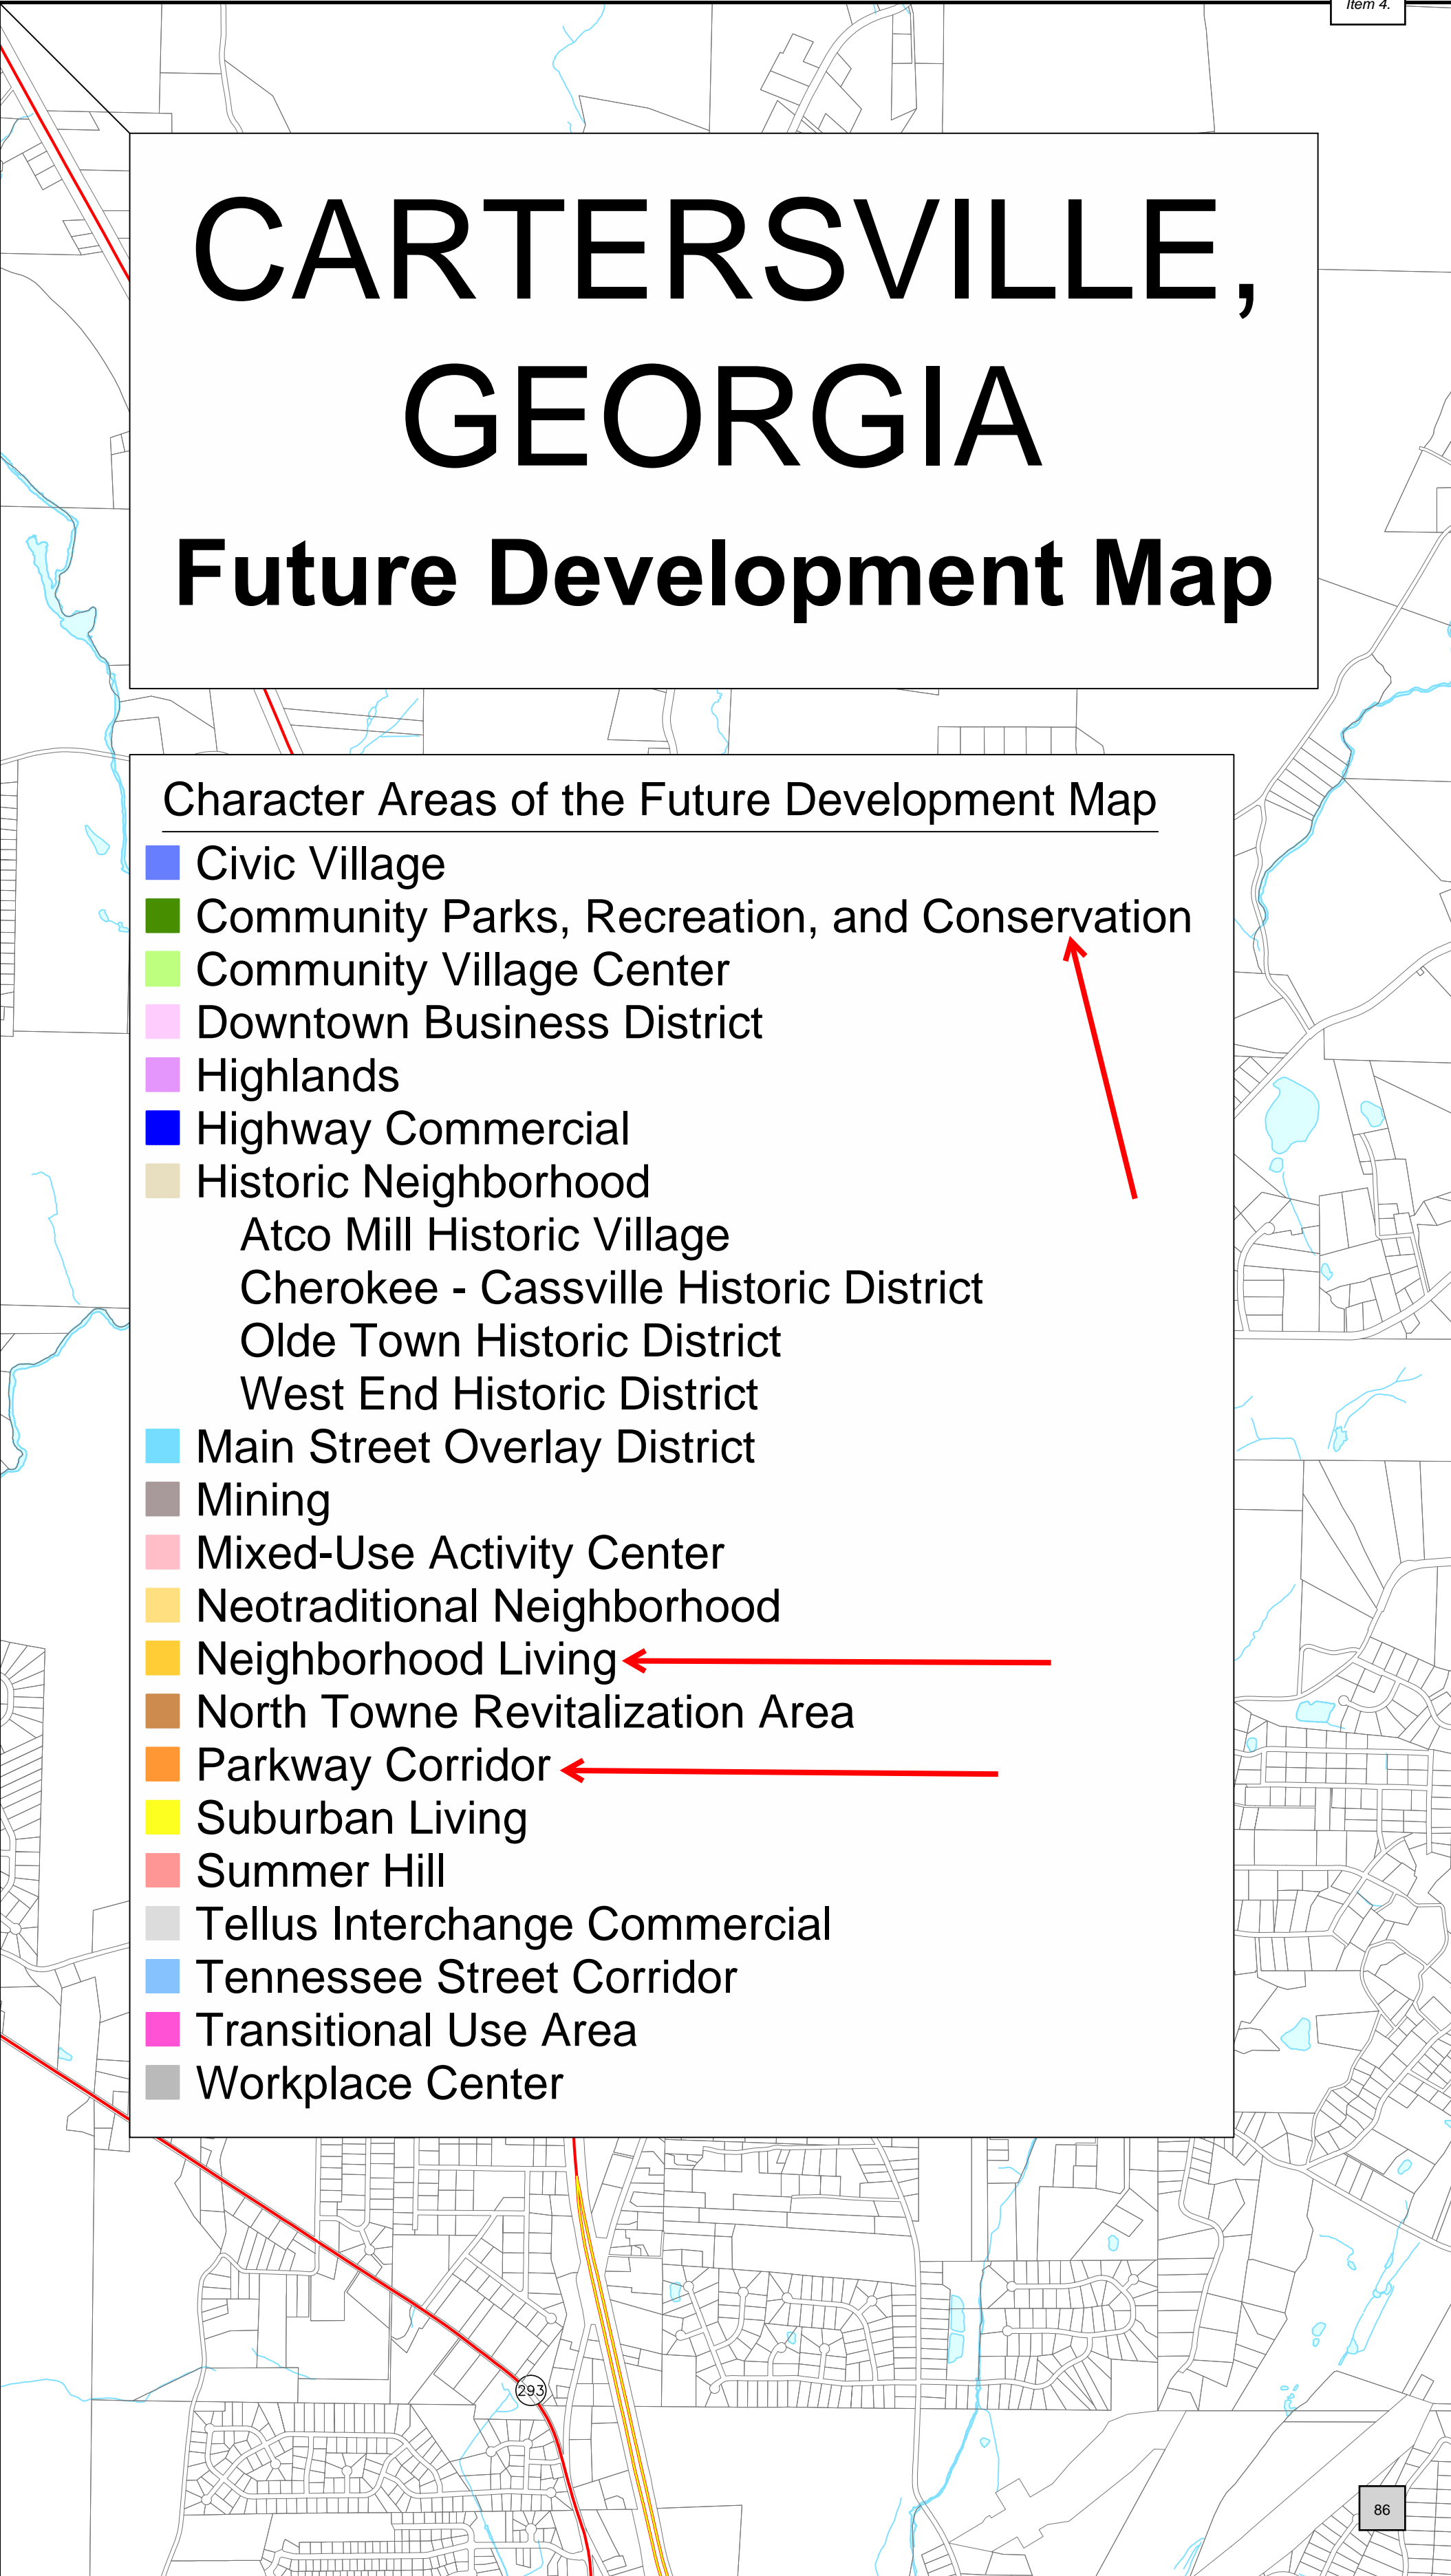 Item 4.
CARTERSVILLE,
GEORGIA
Future Development Map
Character Areas of the Future Development Map
Civic Village
Community Parks, Recreation, and Conservation
Community Village Center
Downtown Business District
Highlands
Highway Commercial
Historic Neighborhood
Atco Mill Historic Village
Cherokee - Cassville Historic District
Olde Town Historic District
West End Historic District
Main Street Overlay District
Mining
Mixed-Use Activity Center
Neotraditional Neighborhood
Neighborhood Living
North Towne Revitalization Area
Parkway Corridor
Suburban Living
Summer Hill
Tellus Interchange Commercial
Tennessee Street Corridor
Transitional Use Area
Workplace Center
293
86